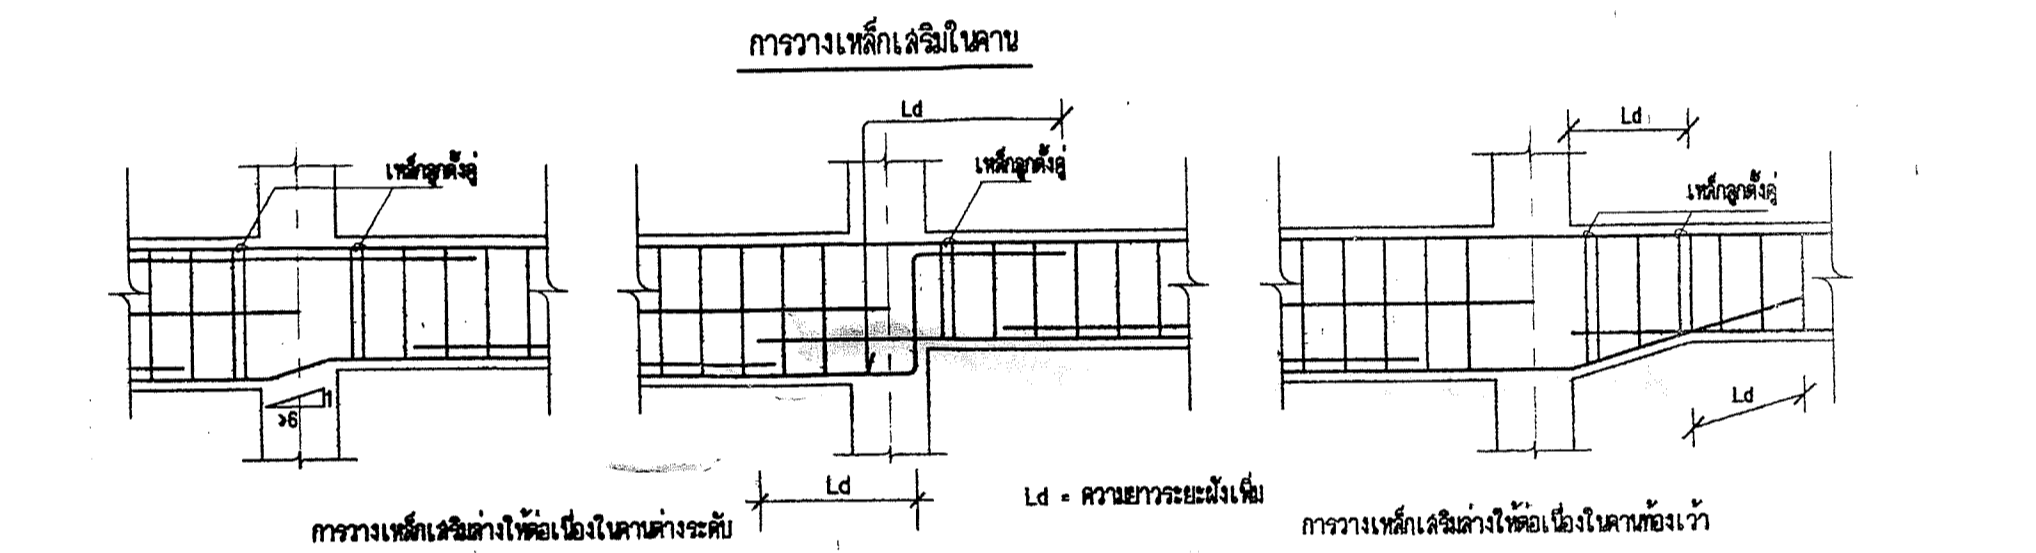 การวางเหล็กเสริมในคาน
Ld
Ld
เหล็กลูกตั้งคู่
เหล็กลูกตั้งคู่
เหล็กลูกตั้งคู่
1
>6
Ld
Ld
Ld = ความยาวระยะฝังเพิ่ม
การวางเหล็กเสริมล่างให้ต่อเนื่องในคานต่างระดับ
การวางเหล็กเสริมล่างให้ต่อเนื่องในคานท้องเว้า